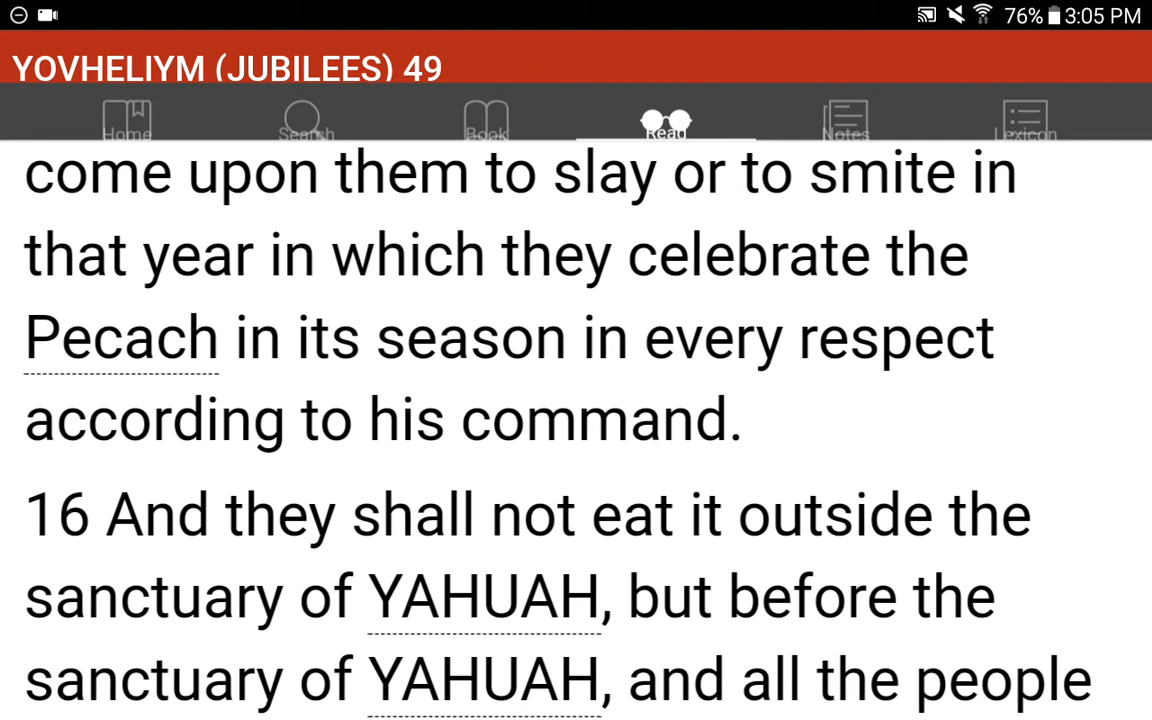 76% 3:05 PM
YOVHELIYM (JUBILEES) 49
Home Search Book Read Notes Lexicon
come upon them to slay or to smite in
that year in which they celebrate the
Pecach in its season in every respect
according to his command.
16 And they shall not eat it outside the
sanctuary of YAHUAH, but before the
sanctuary of YAHUAH, and all the people